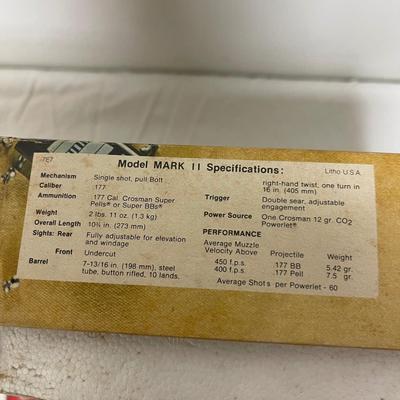 7E7
Model MARK II Specifications:
Litho U.S.A.
Mechanism Single shot, pull Bolt
Caliber .177
Ammunition .177 Cal. Crosman Super
Pells® or Super BBs®
Weight 2 lbs. 11 oz. (1.3 kg)
Overall Length 10¾ in. (273 mm)
Sights: Rear Fully adjustable for elevation
and windage
Front Undercut
Barrel 7-13/16 in. (198 mm), steel
tube, button rifled, 10 lands,
right-hand twist, one turn in
16 in. (405 mm)
Trigger Double sear, adjustable
engagement
Power Source One Crosman 12 gr. CO2
Powerlet®
PERFORMANCE
Average Muzzle
Velocity Above Projectile Weight
450 f.p.s. .177 BB 5.42 gr.
400 f.p.s. .177 Pell 7.5 gr.
Average Shots per Powerlet - 60